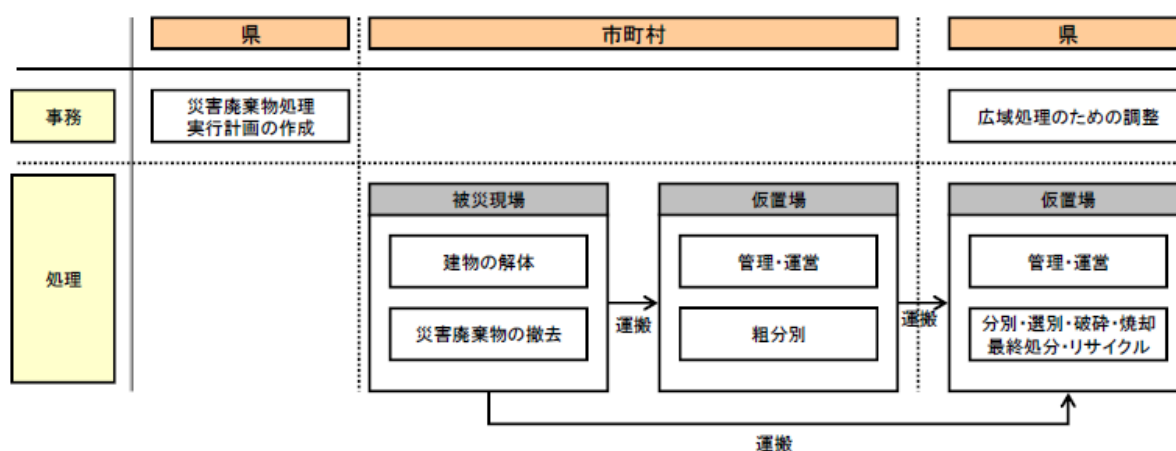 県
市町村
県
事務
災害廃棄物処理
実行計画の作成
広域処理のための調整
処理
被災現場
仮置場
仮置場
建物の解体
管理・運営
管理・運営
災害廃棄物の撤去
運搬
粗分別
運搬
分別・選別・破砕・焼却
最終処分・リサイクル
運搬